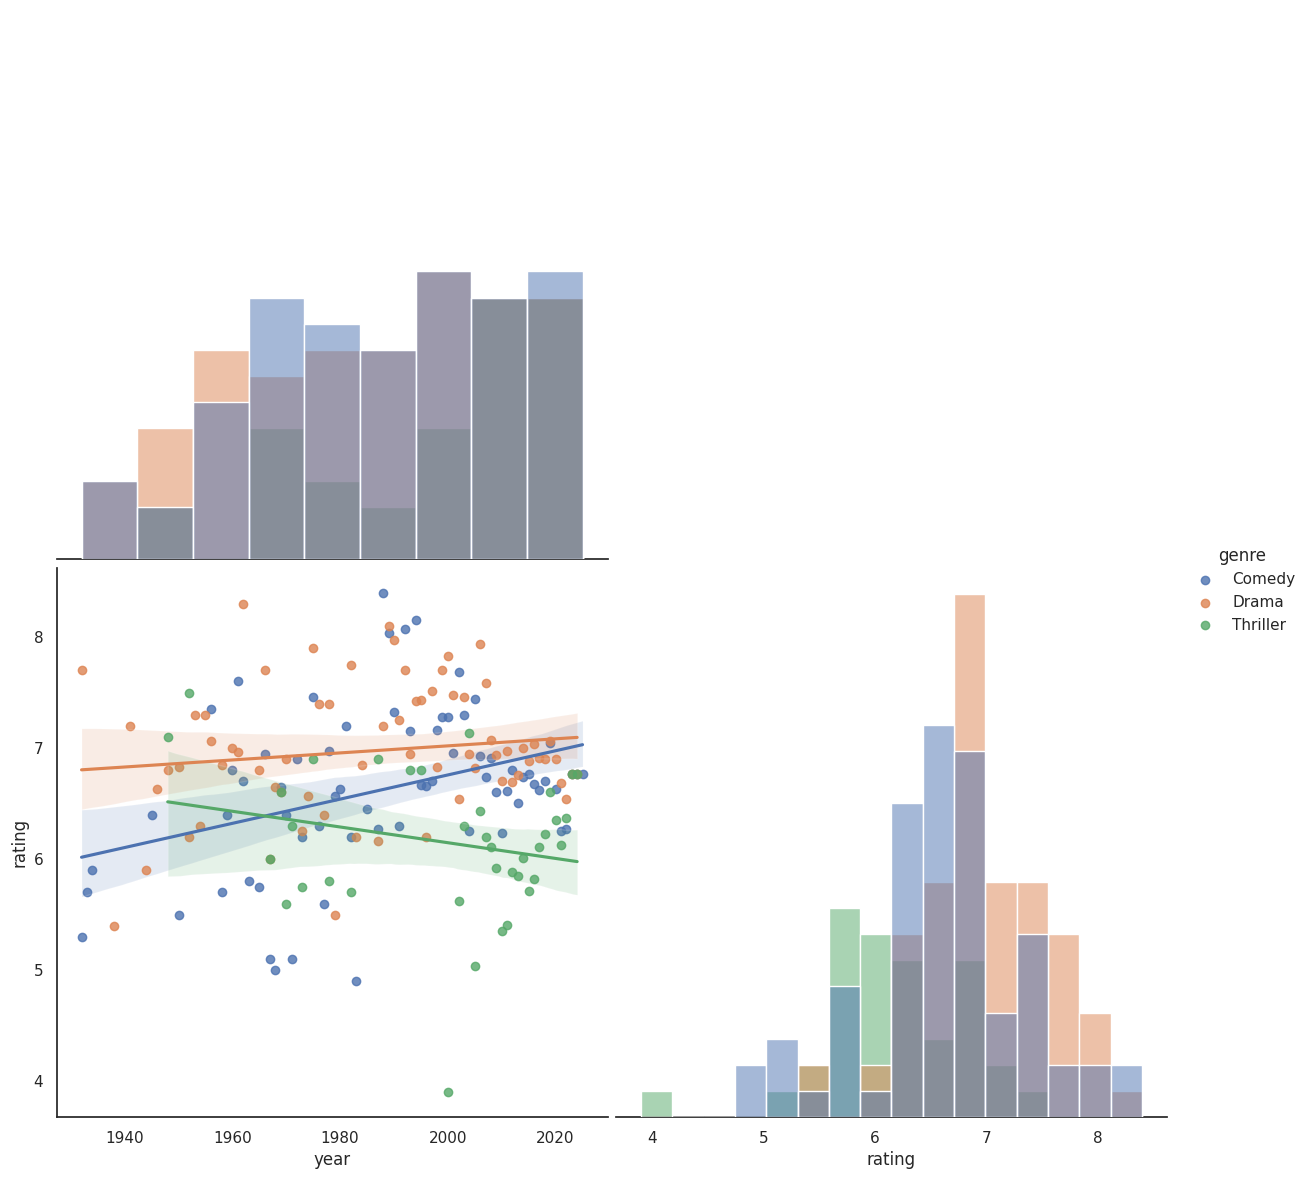 genre
Comedy
Drama
Thriller
8
7
6
5
4
rating
1940 1960 1980 2000 2020
year
4 5 6 7 8
rating